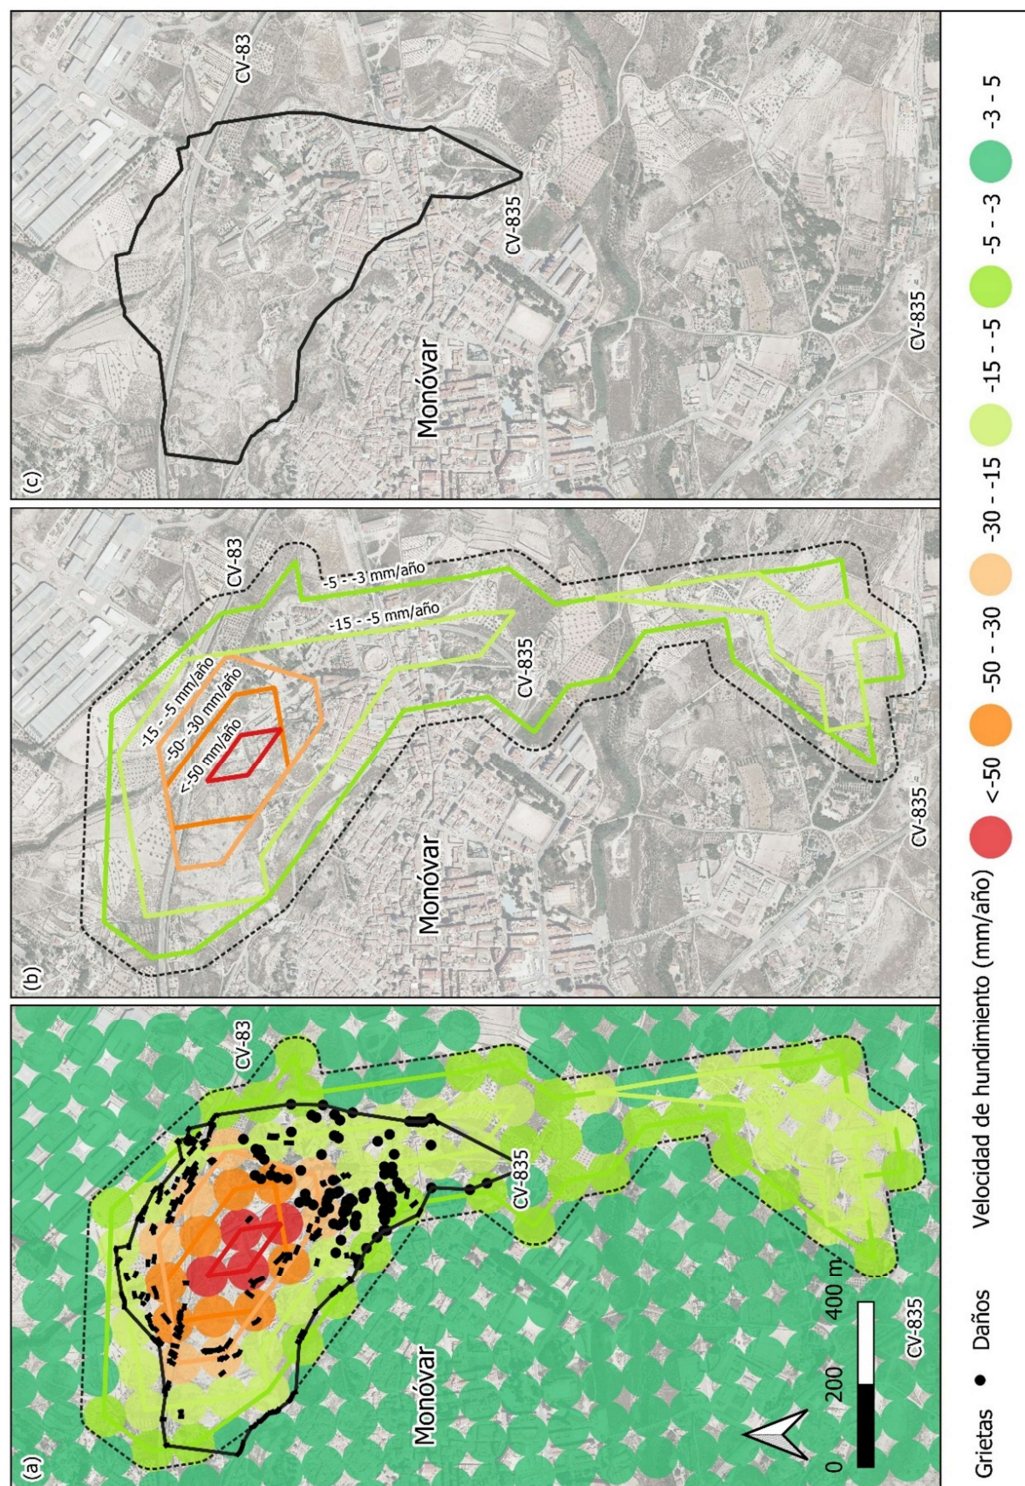 (a)
CV-83
CV-835
Monóvar
0 200 400 m
CV-835
(b)
CV-83
-5 - -3 mm/año
-15 - -5 mm/año
-15 - -5 mm/año
-50- -30 mm/año
<-50 mm/año
CV-835
Monóvar
CV-835
(c)
CV-83
CV-835
Monóvar
CV-835
Grietas Daños Velocidad de hundimiento (mm/año) <-50 -50 - -30 -30 - -15 -15 - -5 -5 - -3 -3 - 5